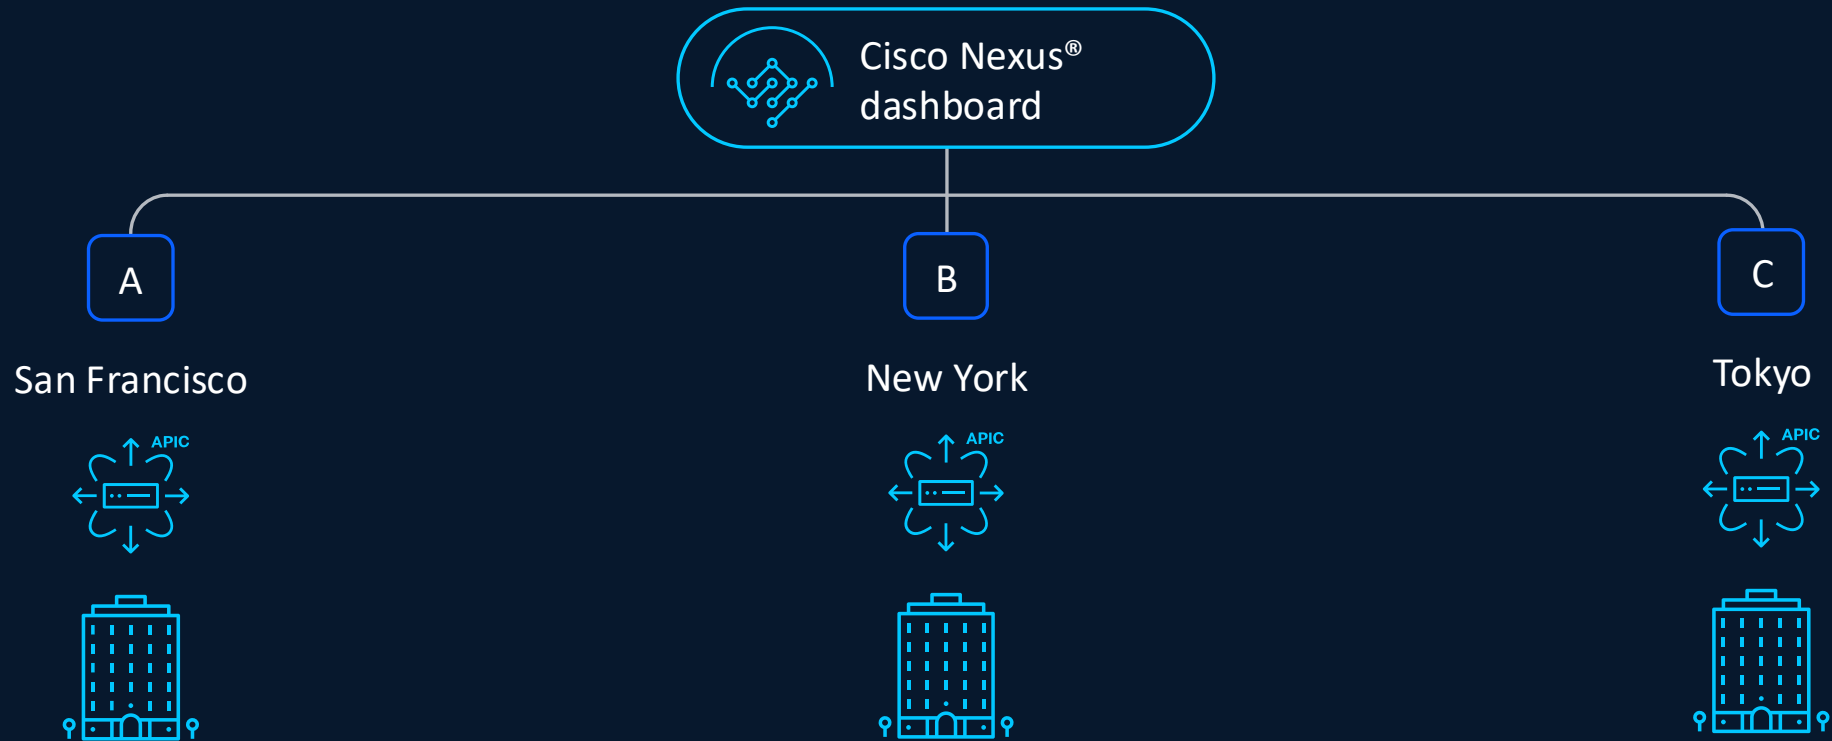 Cisco Nexus®
dashboard
A
B
C
San Francisco
New York
Tokyo
APIC
APIC
APIC